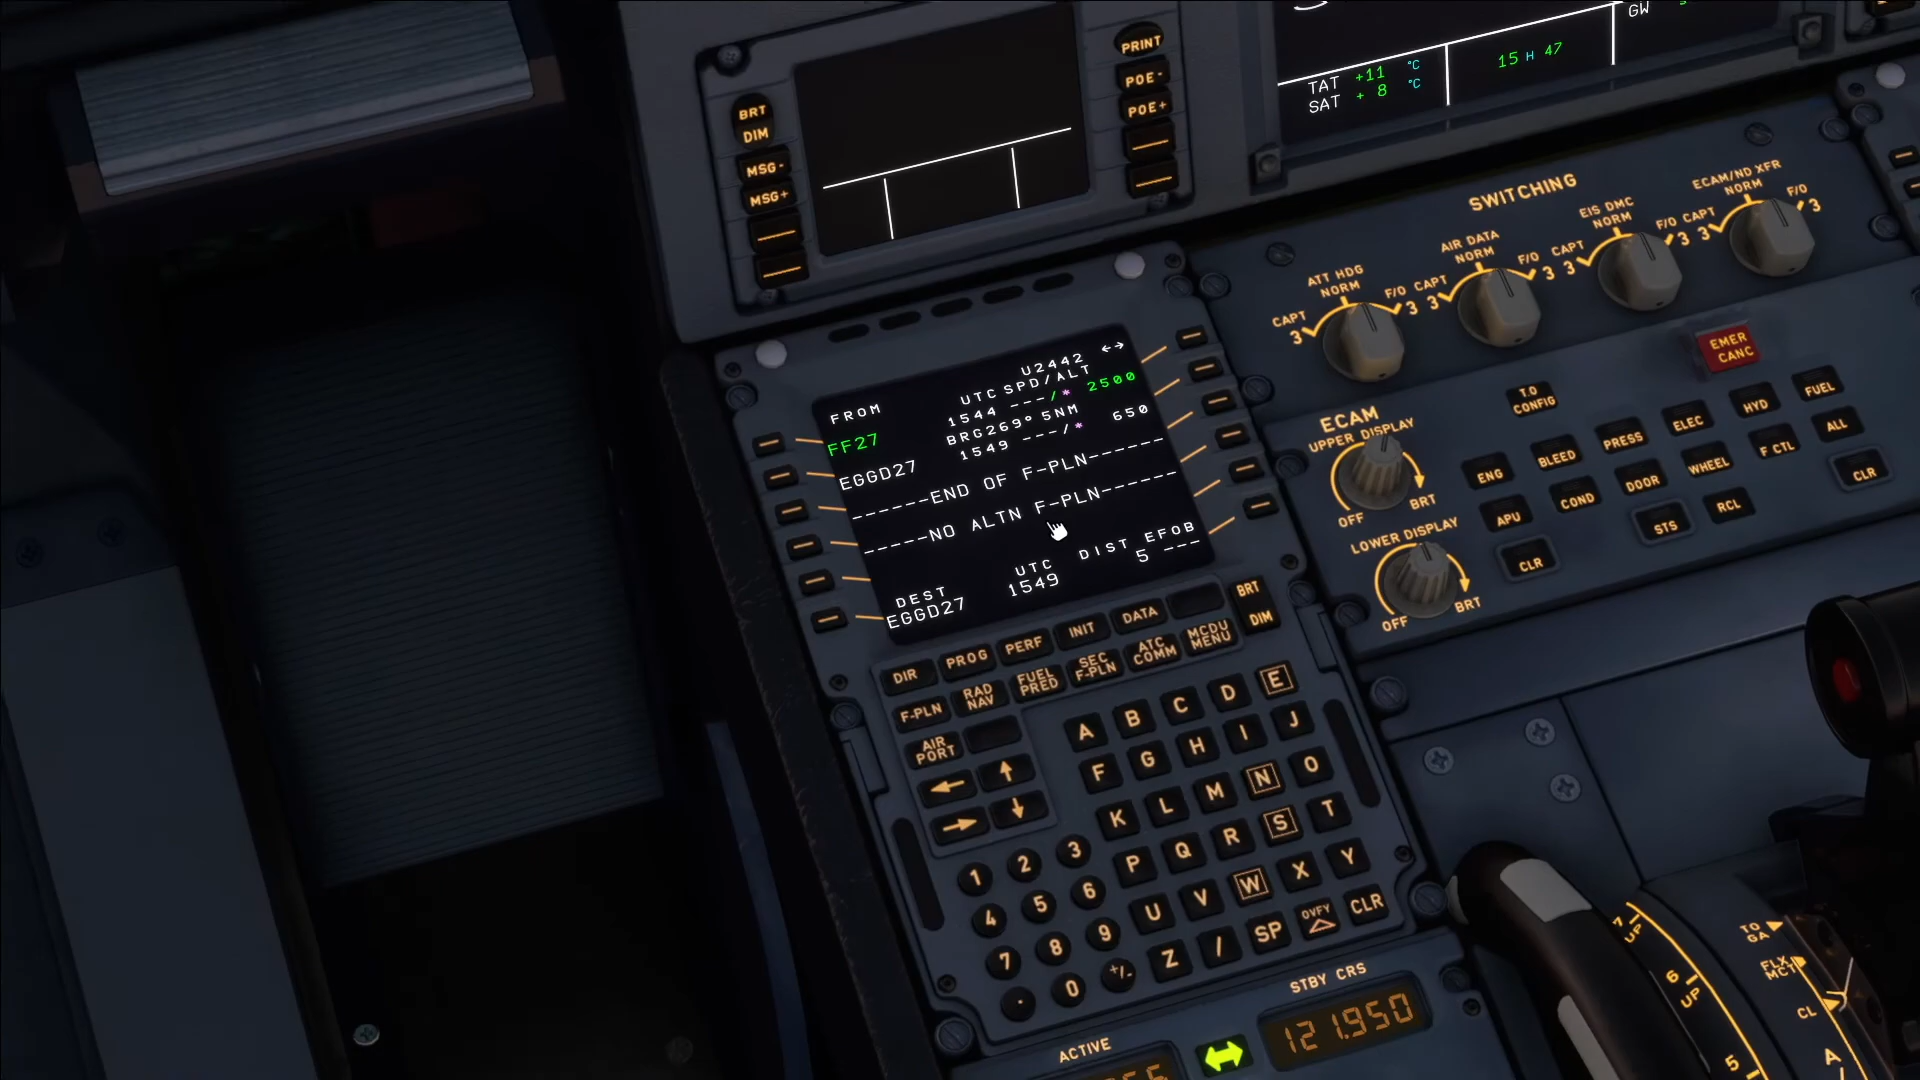 BRT
DIM
MSG-
MSG+
PRINT
POE-
POE+
TAT +11 °C
SAT + 8 °C
15 H 47
GW
SWITCHING
ATT HDG
NORM
CAPT
3
F/O
3
AIR DATA
NORM
CAPT
3
F/O
3
EIS DMC
NORM
CAPT
3
F/O
3
ECAM/ND XFR
NORM
CAPT
3
F/O
3
U2442 ←→
FROM UTC SPD/ALT
FF27 1544 ---/* 2500
BRG269° 5NM
EGGD27 1549 ---/* 650
------END OF F-PLN------
-----NO ALTN F-PLN------
DEST UTC DIST EFOB
EGGD27 1549 5 ---
ECAM
UPPER DISPLAY
OFF BRT
LOWER DISPLAY
OFF BRT
T.O
CONFIG
EMER
CANC
ENG BLEED PRESS ELEC HYD FUEL
APU COND DOOR WHEEL F CTL ALL
CLR STS RCL CLR
DIR PROG PERF INIT DATA
BRT
DIM
F-PLN
RAD
NAV
FUEL
PRED
SEC
F-PLN
ATC
COMM
MCDU
MENU
AIR
PORT
← ↑
→ ↓
A B C D E
F G H I J
K L M N O
P Q R S T
U V W X Y
Z / SP OVFY CLR
1 2 3
4 5 6
7 8 9
. 0 +/-
ACTIVE
STBY CRS
121.950
UP
6
UP
5
TO
GA
FLX
MCT
CL
A